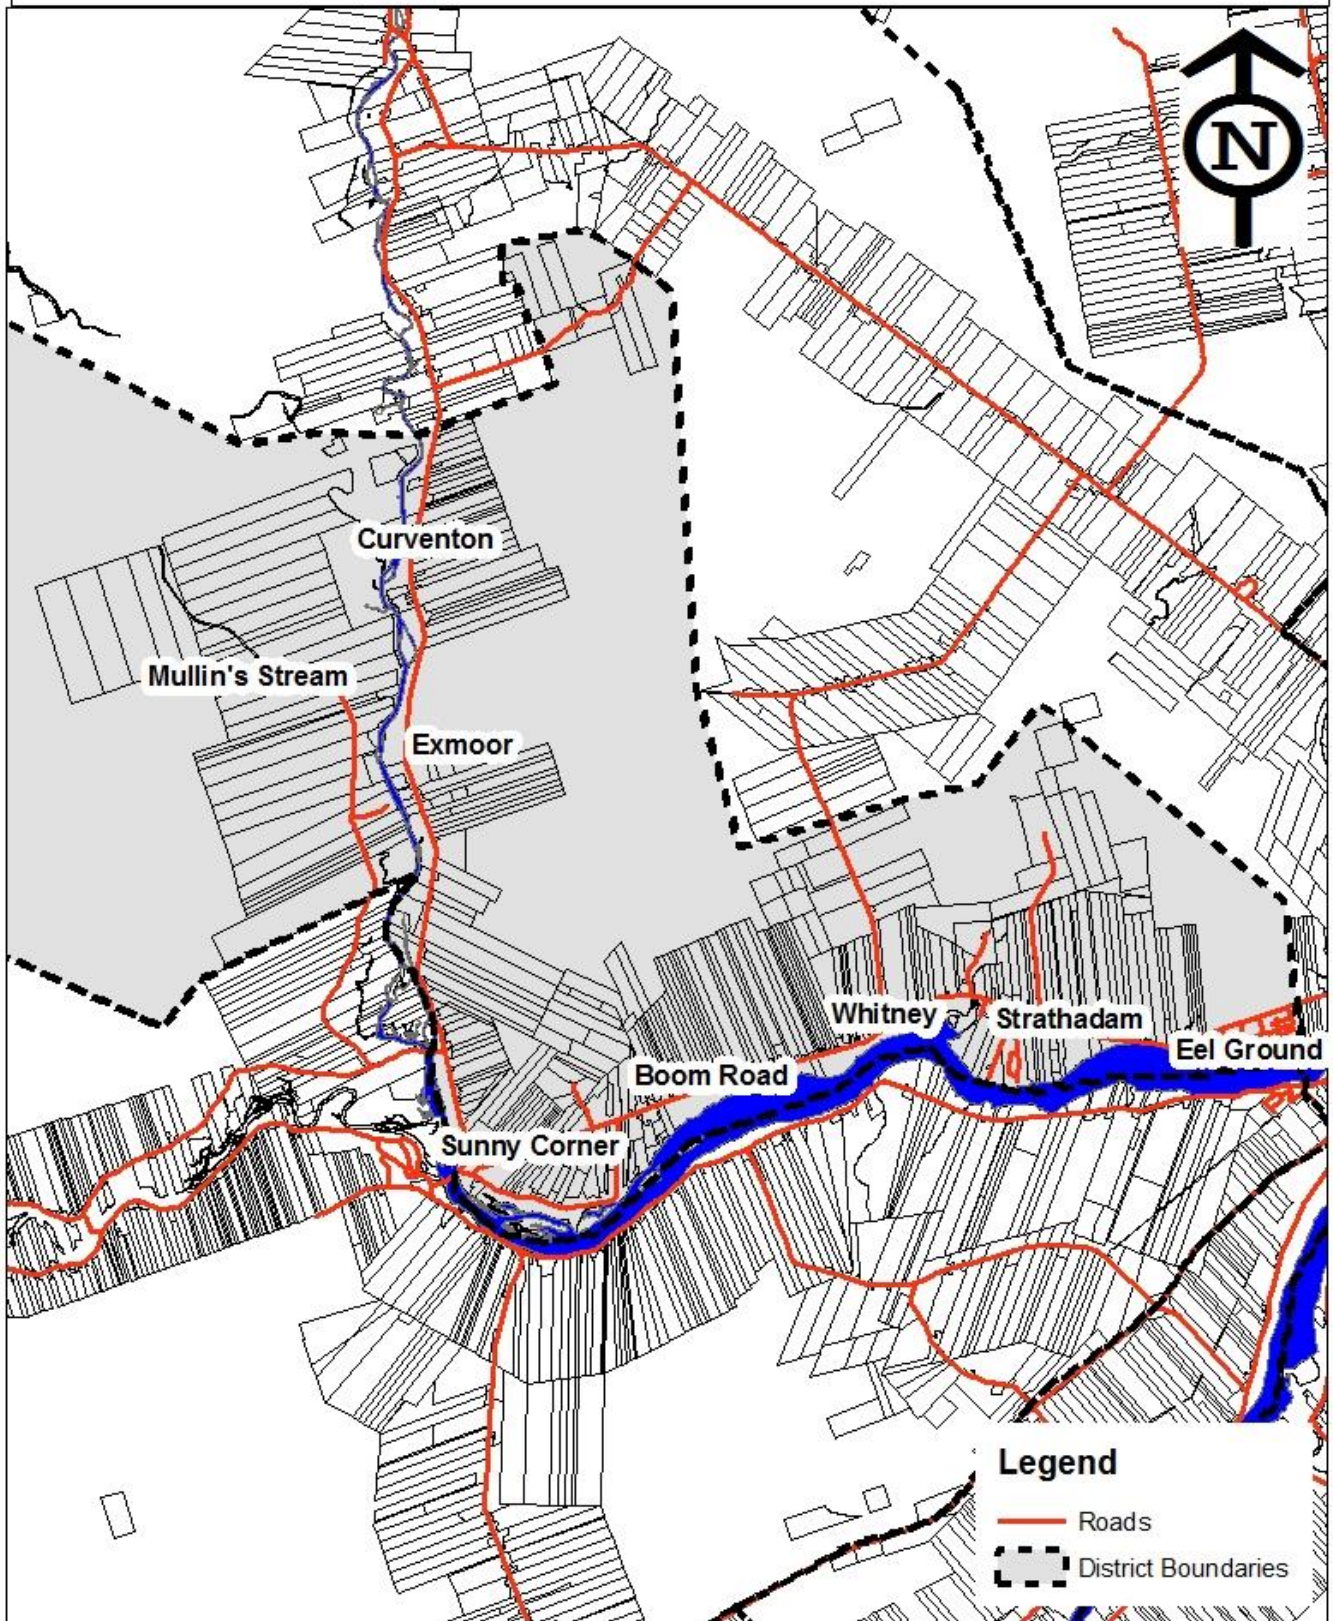 N
Curventon
Mullin's Stream
Exmoor
Whitney
Strathadam
Eel Ground
Boom Road
Sunny Corner
Legend
Roads
District Boundaries